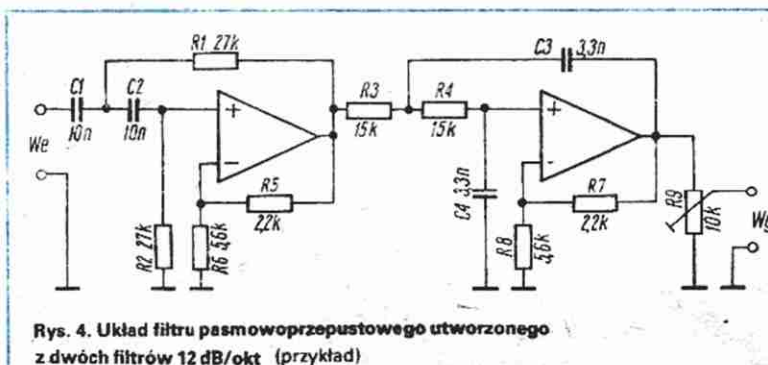 R1 27k
C3 3,3n
C1
C2
10n
10n
We
R3
15k
R4
15k
+
−
+
-
R5
2,2k
R2 27k
R6 5,6k
C4 3,3n
R7
2,2k
R8
5,6k
R9
10k
Rys. 4. Układ filtru pasmowoprzepustowego utworzonego
z dwóch filtrów 12 dB/okt (przykład)